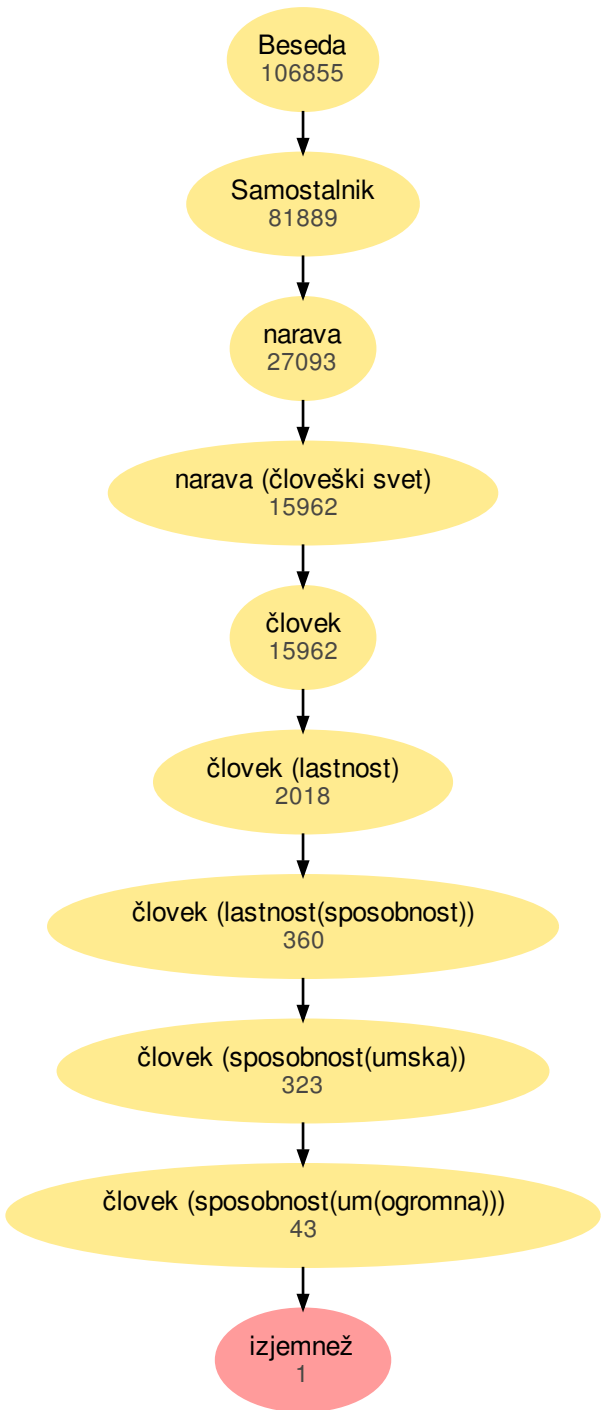 Beseda
106855
Samostalnik
81889
narava
27093
narava (človeški svet)
15962
človek
15962
človek (lastnost)
2018
človek (lastnost(sposobnost))
360
človek (sposobnost(umska))
323
človek (sposobnost(um(ogromna)))
43
izjemnež
1